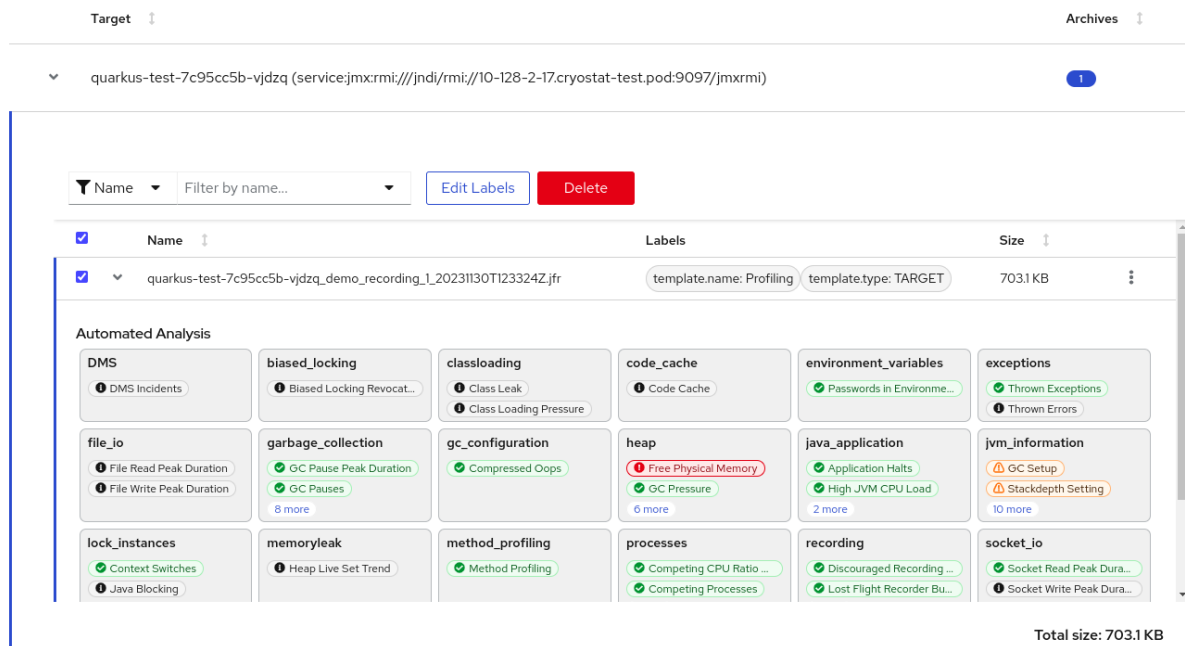 Target Archives
quarkus-test-7c95cc5b-vjdzq (service:jmx:rmi:///jndi/rmi://10-128-2-17.cryostat-test.pod:9097/jmxrmi) 1
Name Filter by name... Edit Labels Delete
Name Labels Size
quarkus-test-7c95cc5b-vjdzq_demo_recording_1_20231130T123324Z.jfr template.name: Profiling template.type: TARGET 703.1 KB
Automated Analysis
DMS biased_locking classloading code_cache environment_variables exceptions
DMS Incidents Biased Locking Revocat... Class Leak Code Cache Passwords in Environme... Thrown Exceptions
Class Loading Pressure Thrown Errors
file_io garbage_collection gc_configuration heap java_application jvm_information
File Read Peak Duration GC Pause Peak Duration Compressed Oops Free Physical Memory Application Halts GC Setup
File Write Peak Duration GC Pauses GC Pressure High JVM CPU Load Stackdepth Setting
8 more 6 more 2 more 10 more
lock_instances memoryleak method_profiling processes recording socket_io
Context Switches Heap Live Set Trend Method Profiling Competing CPU Ratio ... Discouraged Recording ... Socket Read Peak Dura...
Java Blocking Competing Processes Lost Flight Recorder Bu... Socket Write Peak Dura...
Total size: 703.1 KB